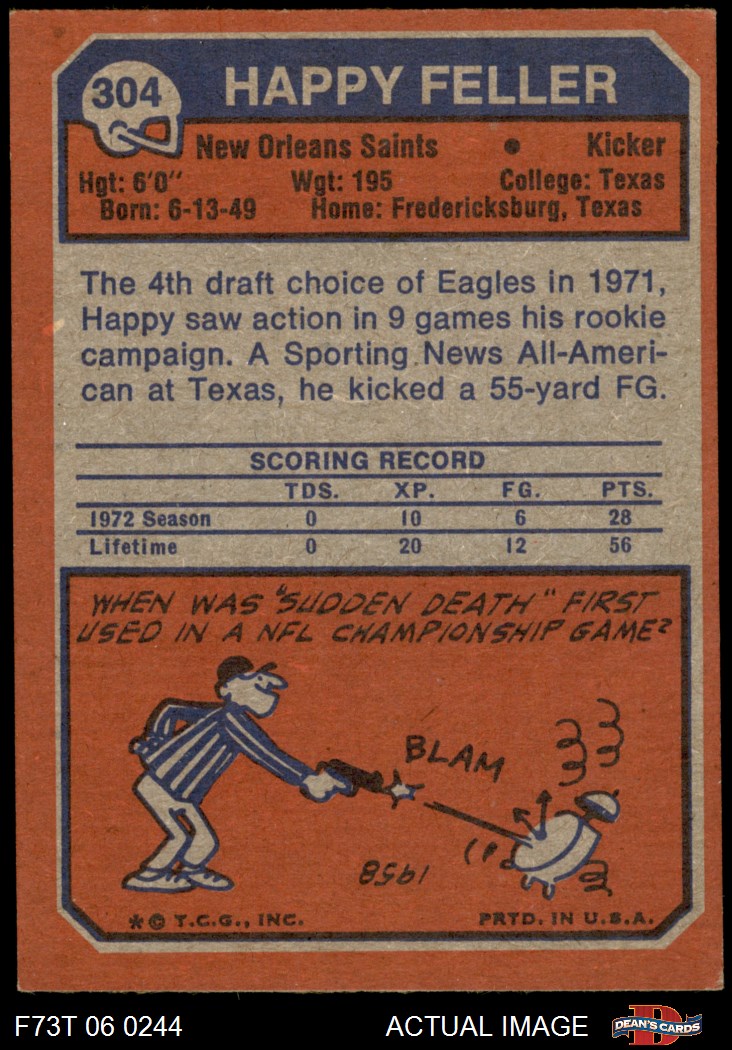 304
HAPPY FELLER
New Orleans Saints • Kicker
Hgt: 6'0" Wgt: 195 College: Texas
Born: 6-13-49 Home: Fredericksburg, Texas
The 4th draft choice of Eagles in 1971,
Happy saw action in 9 games his rookie
campaign. A Sporting News All-Ameri-
can at Texas, he kicked a 55-yard FG.
SCORING RECORD
TDS. XP. FG. PTS.
1972 Season 0 10 6 28
Lifetime 0 20 12 56
WHEN WAS "SUDDEN DEATH" FIRST
USED IN A NFL CHAMPIONSHIP GAME?
BLAM
1958
*© T.C.G., INC. PRTD. IN U.S.A.
F73T 06 0244 ACTUAL IMAGE D DEAN'S CARDS